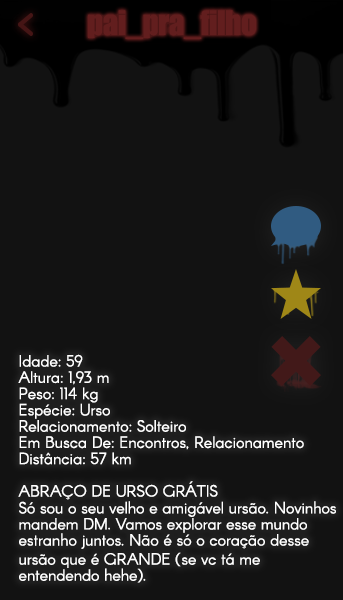 pai_pra_filho
Idade: 59
Altura: 1,93 m
Peso: 114 kg
Espécie: Urso
Relacionamento: Solteiro
Em Busca De: Encontros, Relacionamento
Distância: 57 km
ABRAÇO DE URSO GRÁTIS
Só sou o seu velho e amigável ursão. Novinhos
mandem DM. Vamos explorar esse mundo
estranho juntos. Não é só o coração desse
ursão que é GRANDE (se vc tá me
entendendo hehe).